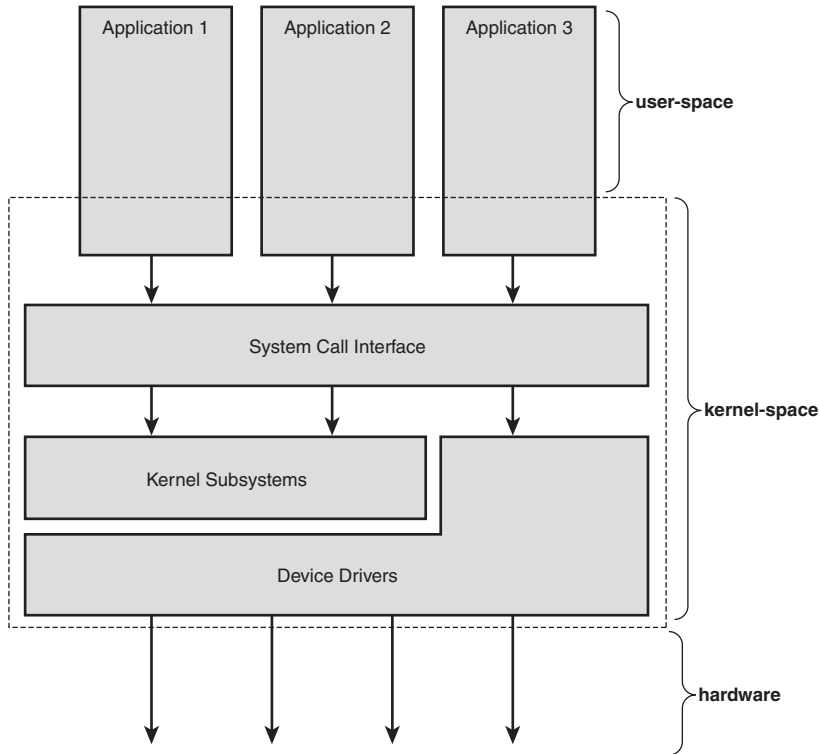 Application 1
Application 2
Application 3
user-space
System Call Interface
kernel-space
Kernel Subsystems
Device Drivers
hardware